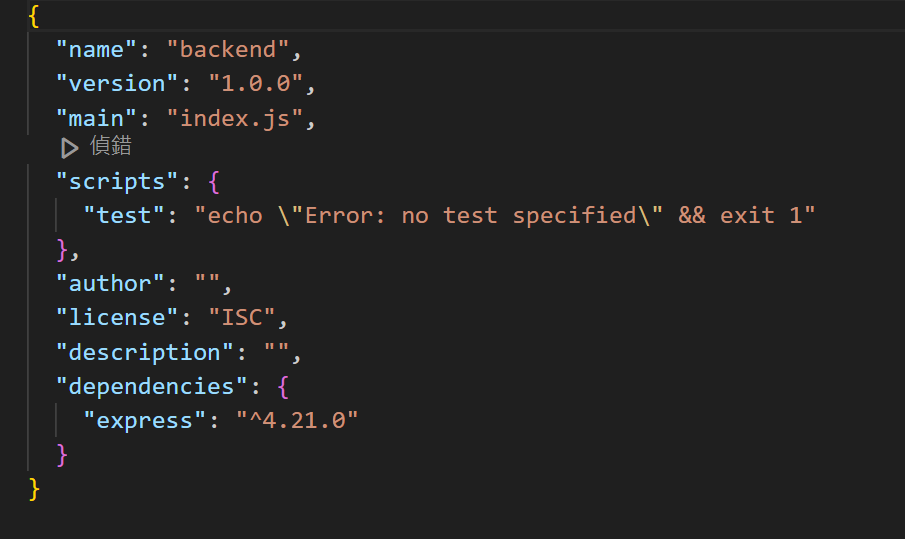 {
"name": "backend",
"version": "1.0.0",
"main": "index.js",
偵錯
"scripts": {
"test": "echo \"Error: no test specified\" && exit 1"
},
"author": "",
"license": "ISC",
"description": "",
"dependencies": {
"express": "^4.21.0"
}
}